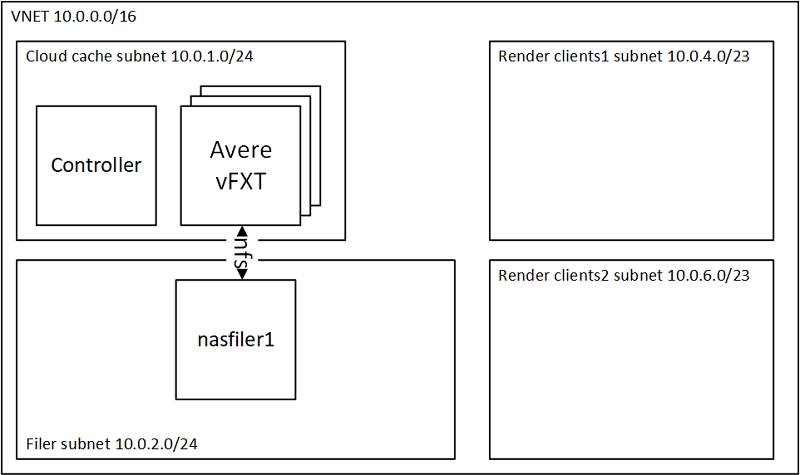 VNET 10.0.0.0/16
Cloud cache subnet 10.0.1.0/24
Controller
Avere
vFXT
nfs
nasfiler1
Filer subnet 10.0.2.0/24
Render clients1 subnet 10.0.4.0/23
Render clients2 subnet 10.0.6.0/23